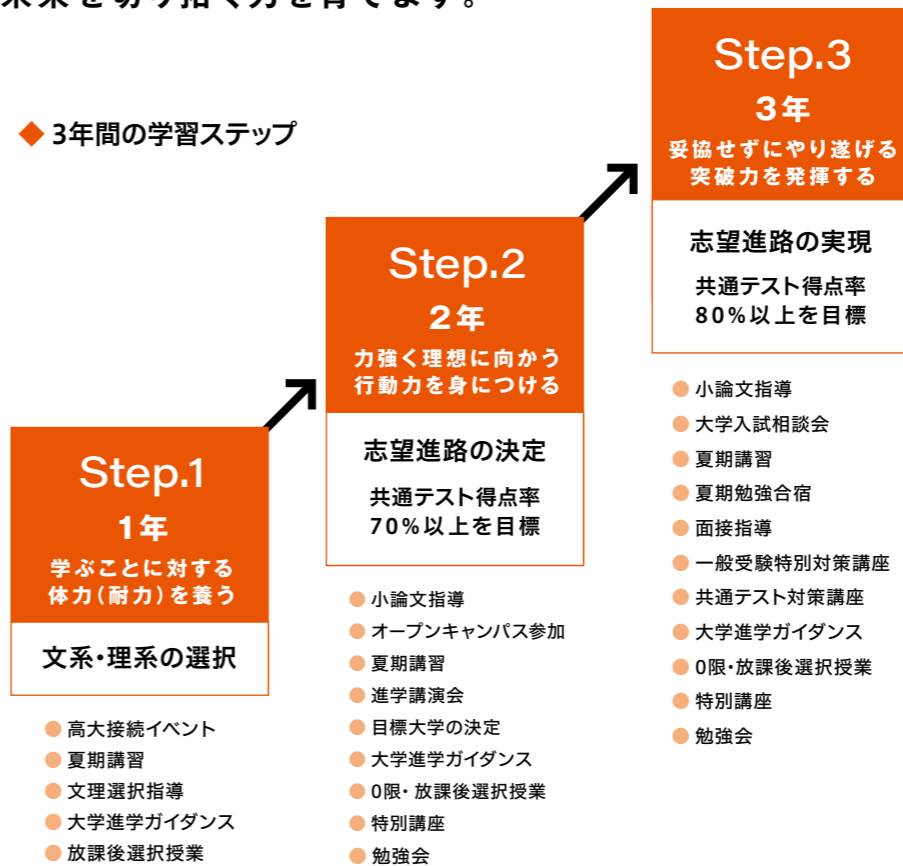 未来を切り拓く力を育てます。
◆ 3年間の学習ステップ
Step.1
1年
学ぶことに対する
体力(耐力)を養う
文系・理系の選択
● 高大接続イベント
● 夏期講習
● 文理選択指導
● 大学進学ガイダンス
● 放課後選択授業
Step.2
2年
力強く理想に向かう
行動力を身につける
志望進路の決定
共通テスト得点率
70%以上を目標
● 小論文指導
● オープンキャンパス参加
● 夏期講習
● 進学講演会
● 目標大学の決定
● 大学進学ガイダンス
● 0限・放課後選択授業
● 特別講座
● 勉強会
Step.3
3年
妥協せずにやり遂げる
突破力を発揮する
志望進路の実現
共通テスト得点率
80%以上を目標
● 小論文指導
● 大学入試相談会
● 夏期講習
● 夏期勉強合宿
● 面接指導
● 一般受験特別対策講座
● 共通テスト対策講座
● 大学進学ガイダンス
● 0限・放課後選択授業
● 特別講座
● 勉強会